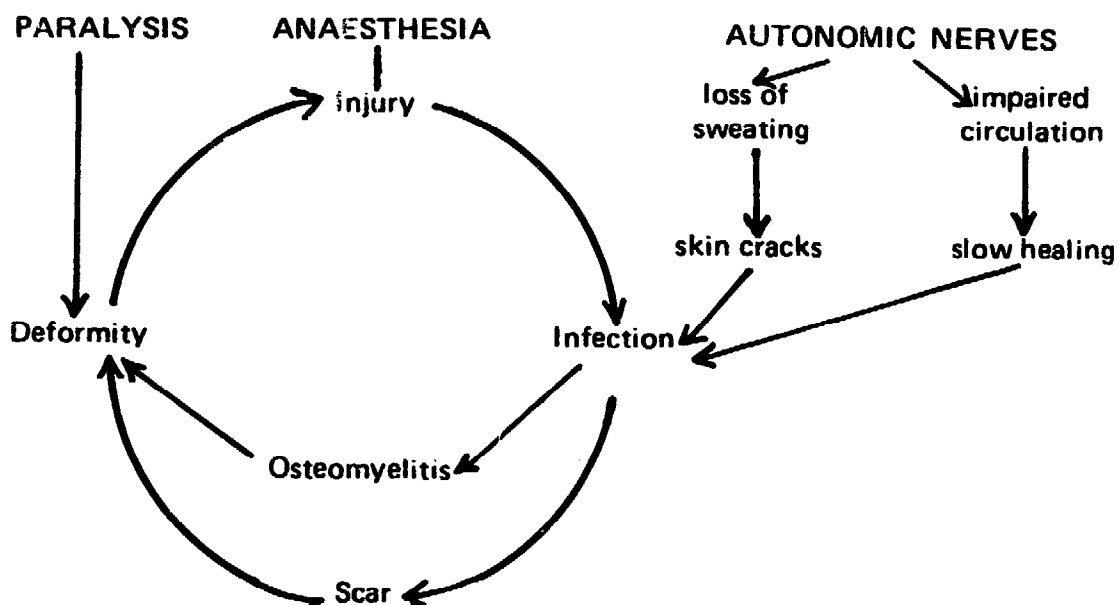 PARALYSIS
ANAESTHESIA
AUTONOMIC NERVES
Injury
loss of
sweating
impaired
circulation
skin cracks
slow healing
Deformity
Infection
Osteomyelitis
Scar